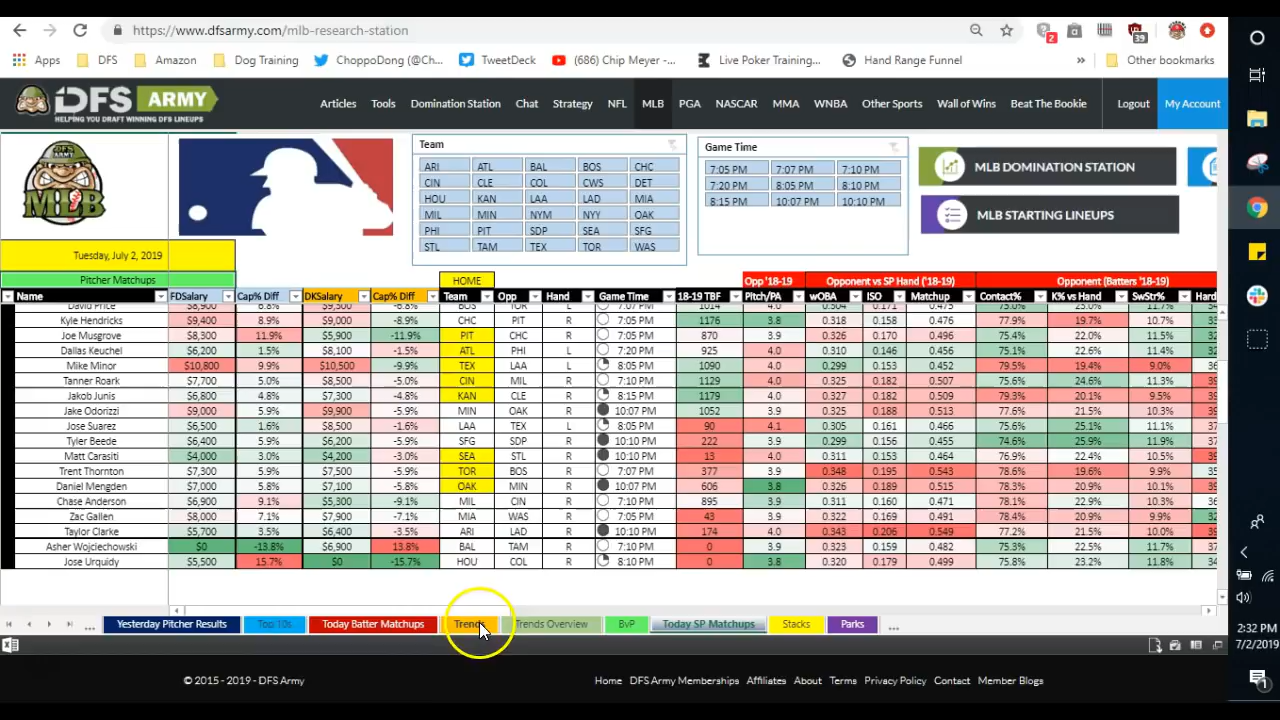 https://www.dfsarmy.com/mlb-research-station
2
39
Apps DFS Amazon Dog Training ChoppoDong (@Ch... TweetDeck (686) Chip Meyer -... Live Poker Training... Hand Range Funnel » Other bookmarks
DFS ARMY
HELPING YOU DRAFT WINNING DFS LINEUPS
Articles Tools Domination Station Chat Strategy NFL MLB PGA NASCAR MMA WNBA Other Sports Wall of Wins Beat The Bookie Logout My Account
MLB
Team
ARI ATL BAL BOS CHC
CIN CLE COL CWS DET
HOU KAN LAA LAD MIA
MIL MIN NYM NYY OAK
PHI PIT SDP SEA SFG
STL TAM TEX TOR WAS
Game Time
7:05 PM 7:07 PM 7:10 PM
7:20 PM 8:05 PM 8:10 PM
8:15 PM 10:07 PM 10:10 PM
MLB DOMINATION STATION
MLB STARTING LINEUPS
Tuesday, July 2, 2019
Pitcher Matchups HOME Opp '18-19 Opponent vs SP Hand ('18-19) Opponent (Batters '18-19)
Name FDSalary Cap% Diff DKSalary Cap% Diff Team Opp Hand Game Time 18-19 TBF Pitch/PA wOBA ISO Matchup Contact% K% vs Hand SwStr% Hard
Kyle Hendricks $9,400 8.9% $9,000 -8.9% CHC PIT R 7:05 PM 1176 3.8 0.318 0.158 0.476 77.9% 19.7% 10.7%
Joe Musgrove $8,300 11.9% $5,900 -11.9% PIT CHC R 7:05 PM 870 3.9 0.326 0.170 0.496 75.4% 22.0% 11.6%
Dallas Keuchel $6,200 1.5% $8,100 -1.5% ATL PHI L 7:20 PM 925 4.0 0.310 0.146 0.456 75.1% 22.6% 11.4%
Mike Minor $10,800 9.9% $10,500 -9.9% TEX LAA L 8:05 PM 1090 4.0 0.299 0.153 0.452 79.5% 19.4% 9.0% 36
Tanner Roark $7,700 5.0% $8,500 -5.0% CIN MIL R 7:10 PM 1129 4.0 0.325 0.182 0.507 75.6% 24.6% 11.3%
Jakob Junis $6,800 4.8% $7,300 -4.8% KAN CLE R 8:15 PM 1179 4.0 0.327 0.182 0.509 79.3% 20.1% 9.5%
Jake Odorizzi $9,000 5.9% $9,900 -5.9% MIN OAK R 10:07 PM 1052 3.9 0.325 0.188 0.513 77.6% 21.5% 10.3%
Jose Suarez $6,500 1.6% $8,200 -1.6% LAA TEX L 8:05 PM 90 4.1 0.305 0.161 0.466 75.6% 25.1% 11.8%
Tyler Beede $6,400 5.9% $6,200 -5.9% SFG SDP R 10:10 PM 222 3.9 0.299 0.156 0.455 74.6% 25.9% 11.9%
Matt Carasiti $4,000 3.0% $4,200 -3.0% SEA STL R 10:10 PM 13 4.0 0.311 0.153 0.464 76.9% 22.4% 10.4%
Trent Thornton $7,300 5.9% $7,500 -5.9% TOR BOS R 7:07 PM 377 3.9 0.348 0.195 0.543 78.6% 19.6% 9.9%
Daniel Mengden $7,000 5.8% $7,100 -5.8% OAK MIN R 10:07 PM 606 3.8 0.326 0.189 0.515 78.3% 20.9% 10.1%
Chase Anderson $6,900 9.1% $5,300 -9.1% MIL CIN R 7:10 PM 895 3.9 0.311 0.160 0.471 78.1% 22.9% 10.3%
Zac Gallen $8,000 7.1% $7,900 -7.1% MIA WAS R 7:05 PM 43 3.9 0.322 0.169 0.491 78.4% 20.9% 9.9%
Taylor Clarke $5,700 3.5% $6,400 -3.5% ARI LAD R 10:10 PM 174 3.9 0.343 0.206 0.549 77.2% 21.5% 10.0%
Asher Wojciechowski $0 -13.8% $6,900 13.8% BAL TAM R 7:10 PM 0 3.9 0.323 0.159 0.482 75.3% 24.5% 11.7%
Jose Urquidy $5,500 15.7% $0 -15.7% HOU COL R 8:10 PM 0 3.8 0.320 0.179 0.499 75.8% 23.2% 11.8%
... Yesterday Pitcher Results Top 10s Today Batter Matchups Trends Trends Overview BvP Today SP Matchups Stacks Parks ...
© 2015 - 2019 - DFS Army Home DFS Army Memberships Affiliates About Terms Privacy Policy Contact Member Blogs
2:32 PM
7/2/2019
1